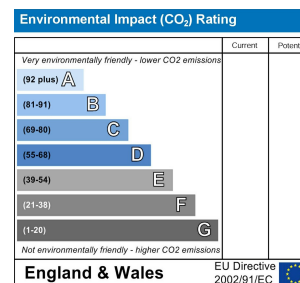 Environmental Impact (CO₂) Rating
Current Potent
Very environmentally friendly - lower CO2 emissions
(92 plus) A
(81-91) B
(69-80) C
(55-68) D
(39-54) E
(21-38) F
(1-20) G
Not environmentally friendly - higher CO2 emissions
England & Wales
EU Directive
2002/91/EC